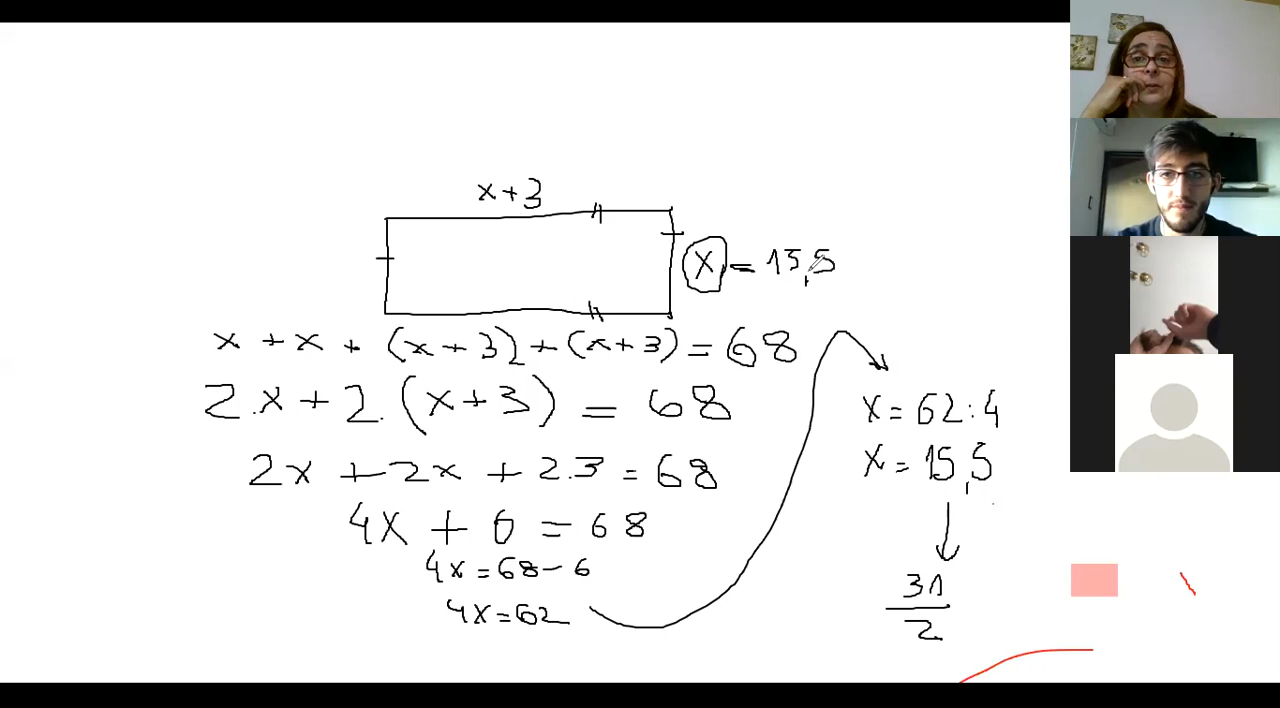 x+3
x = 15,5
x + x + (x+3) + (x+3) = 68
2.x + 2.(x+3) = 68
2x + 2x + 2.3 = 68
4x + 6 = 68
4x = 68 - 6
4x = 62
x = 62:4
x = 15,5
31
2